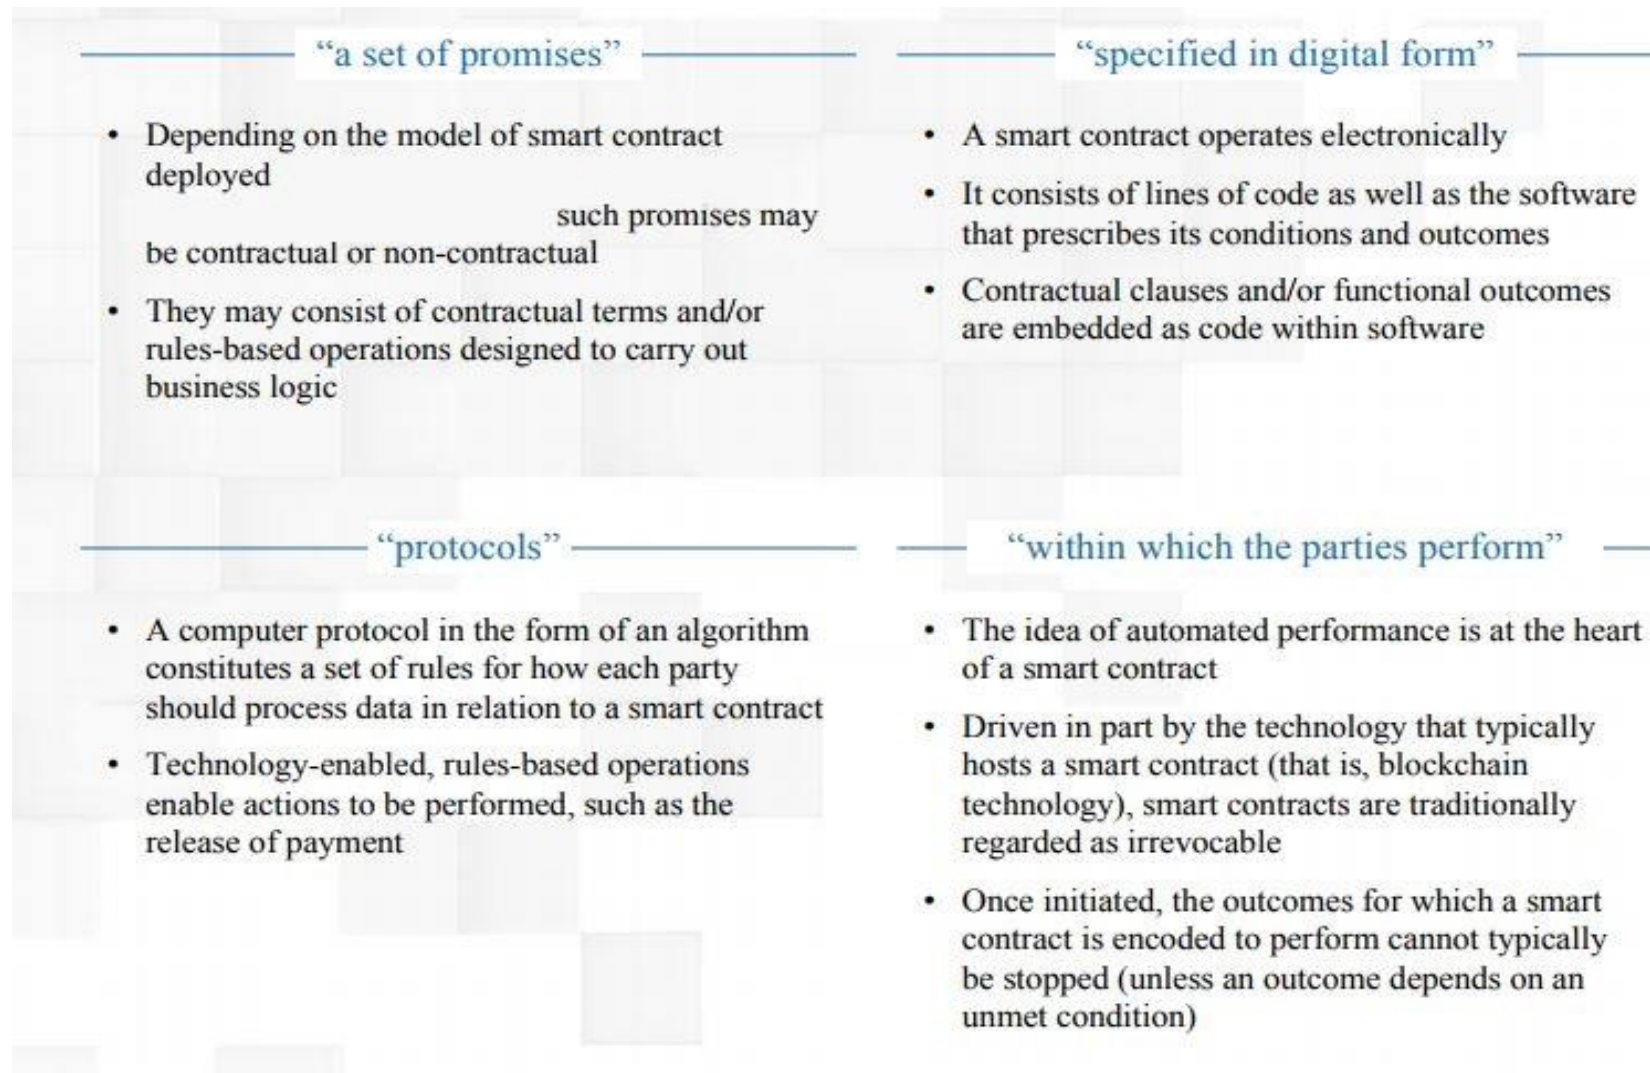 “a set of promises”
• Depending on the model of smart contract
deployed
such promises may
be contractual or non-contractual
• They may consist of contractual terms and/or
rules-based operations designed to carry out
business logic
“specified in digital form”
• A smart contract operates electronically
• It consists of lines of code as well as the software
that prescribes its conditions and outcomes
• Contractual clauses and/or functional outcomes
are embedded as code within software
“protocols”
• A computer protocol in the form of an algorithm
constitutes a set of rules for how each party
should process data in relation to a smart contract
• Technology-enabled, rules-based operations
enable actions to be performed, such as the
release of payment
“within which the parties perform”
• The idea of automated performance is at the heart
of a smart contract
• Driven in part by the technology that typically
hosts a smart contract (that is, blockchain
technology), smart contracts are traditionally
regarded as irrevocable
• Once initiated, the outcomes for which a smart
contract is encoded to perform cannot typically
be stopped (unless an outcome depends on an
unmet condition)